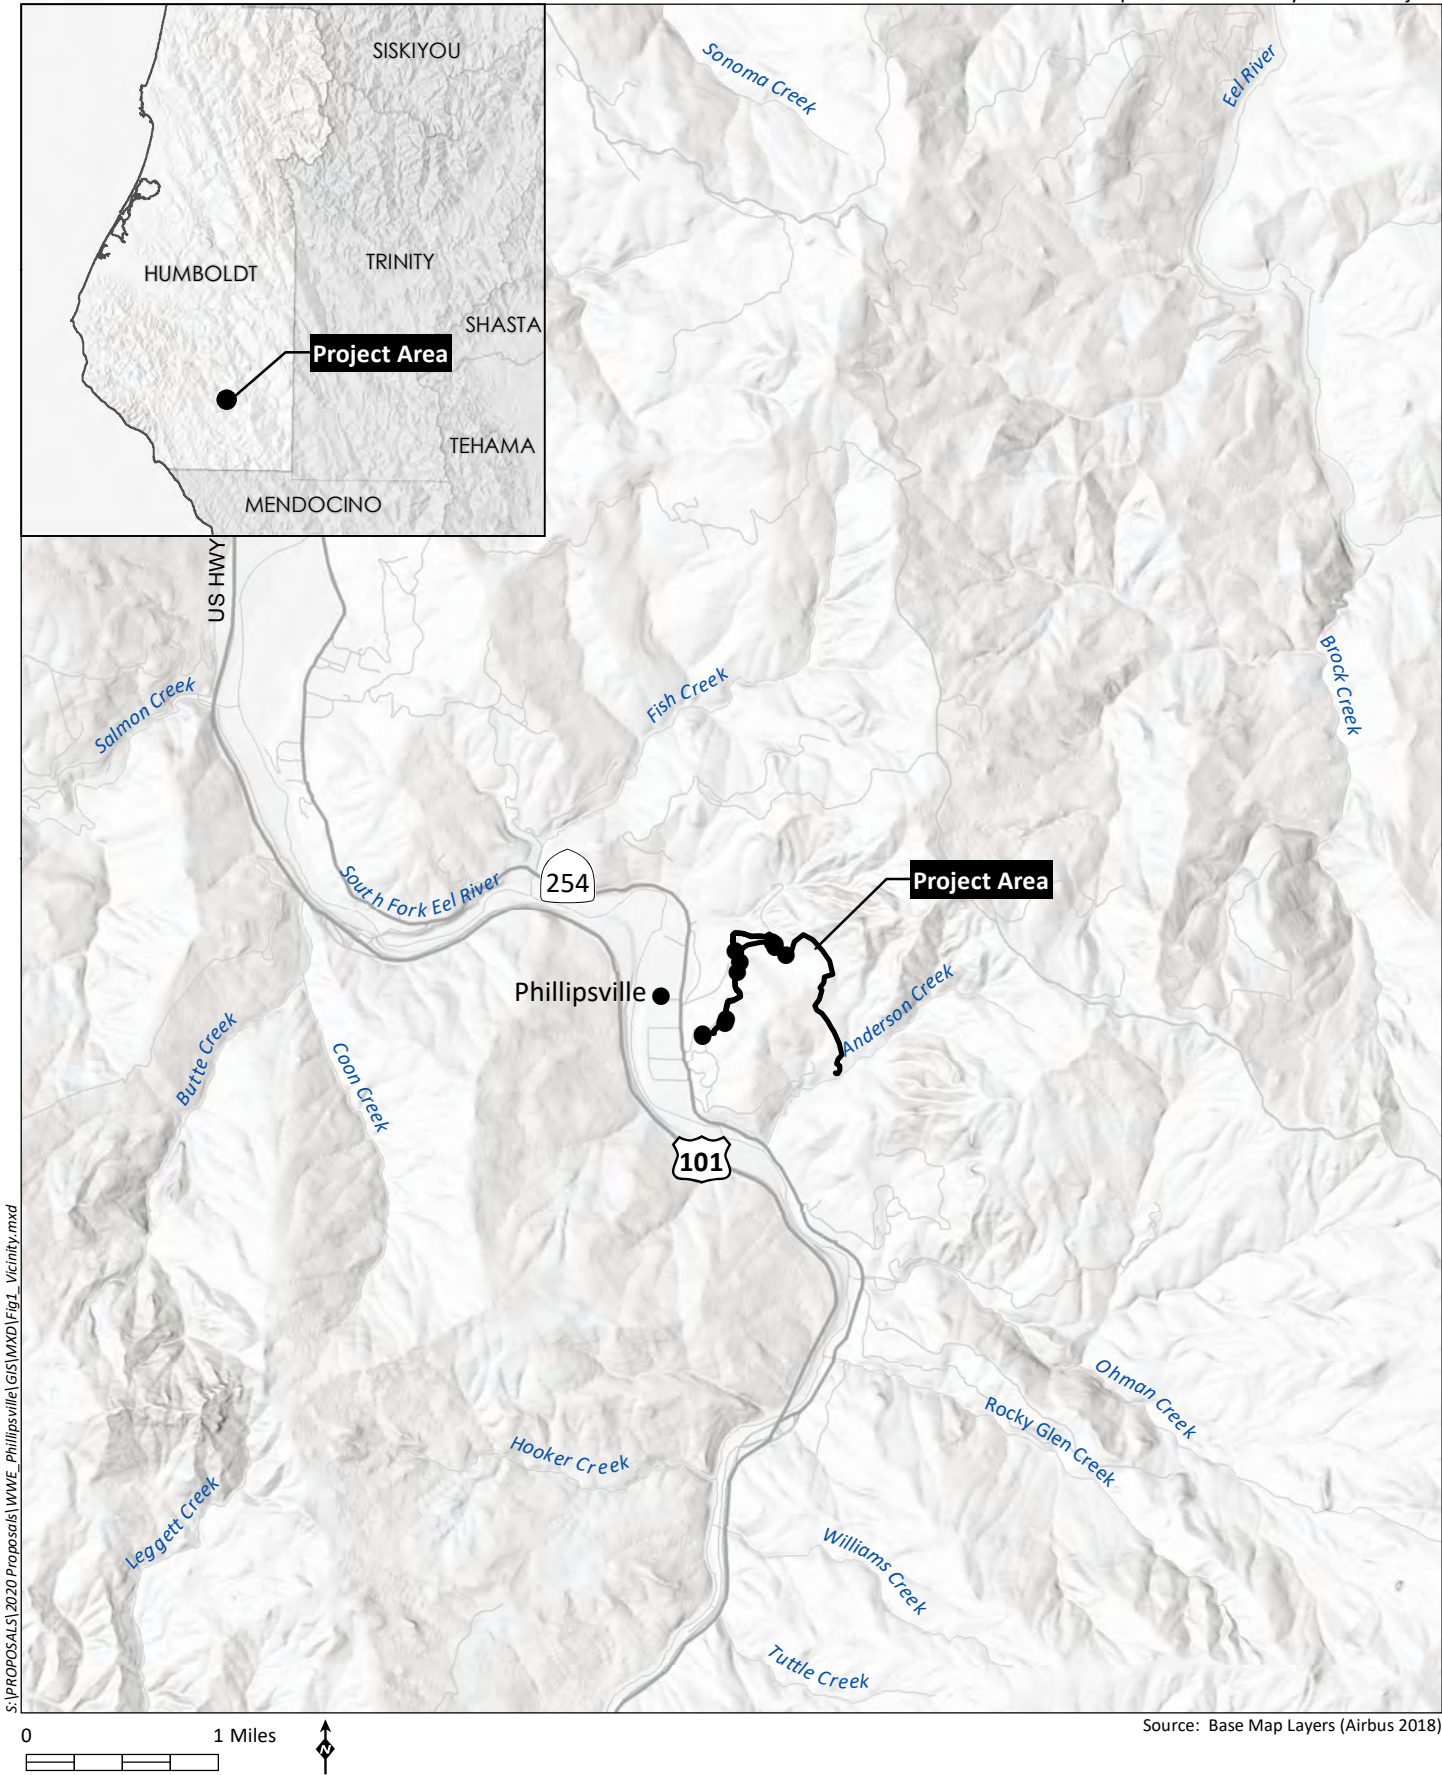 SISKIYOU
HUMBOLDT
TRINITY
SHASTA
Project Area
TEHAMA
MENDOCINO
Sonoma Creek
Eel River
US HWY
Salmon Creek
Fish Creek
Brock Creek
South Fork Eel River
254
Project Area
Phillipsville
Anderson Creek
Butte Creek
Coon Creek
101
Ohman Creek
Rocky Glen Creek
Hooker Creek
Leggett Creek
Williams Creek
Tuttle Creek
S:\PROPOSALS\2020 Proposals\WWE_Phillipsville\GIS\MXD\Fig1_Vicinity.mxd
0 1 Miles
N
Source: Base Map Layers (Airbus 2018)